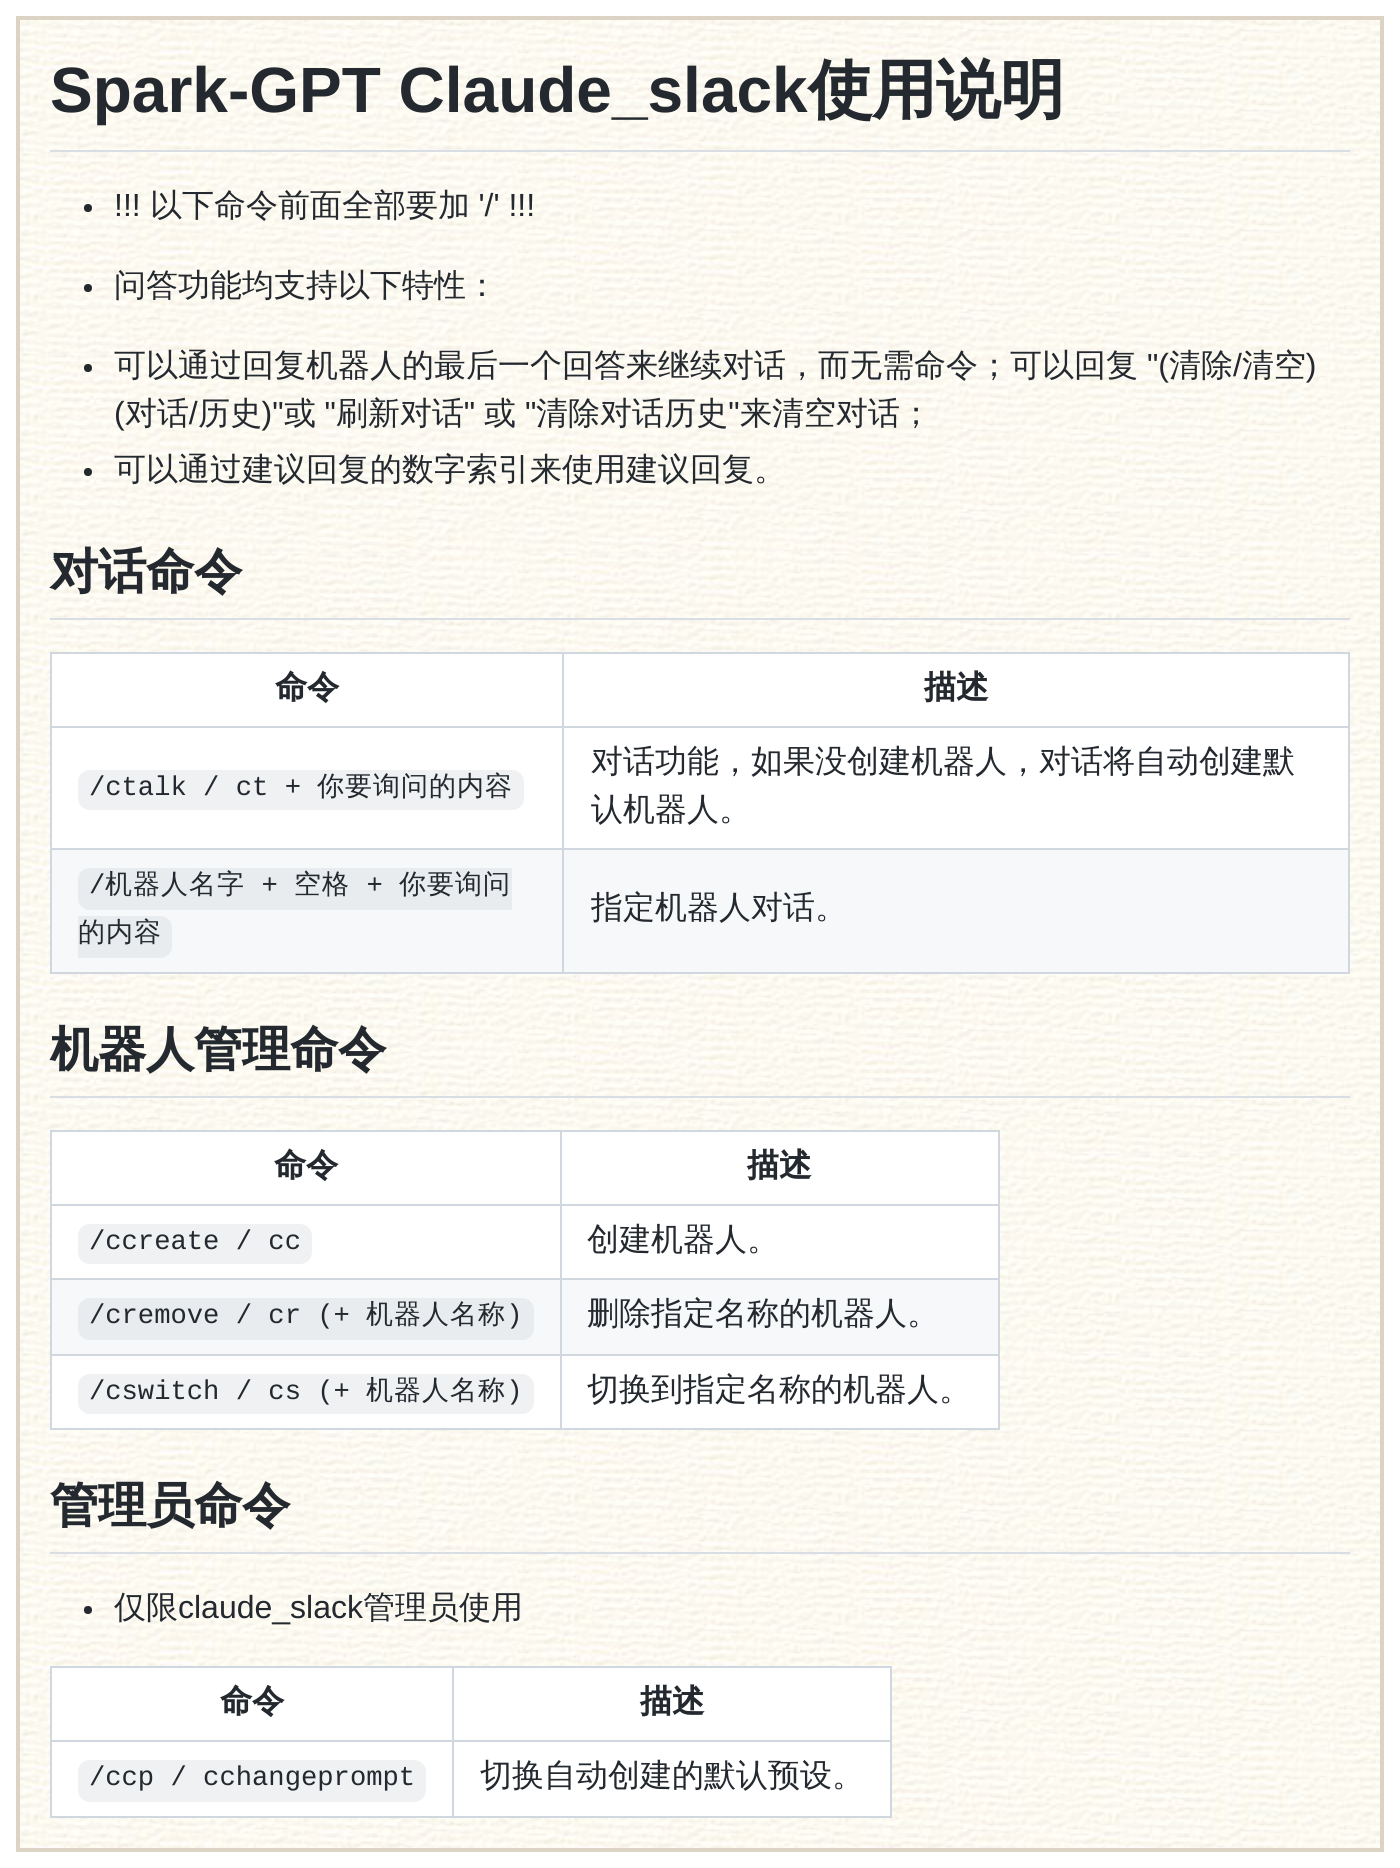 Spark-GPT Claude_slack使用说明
!!! 以下命令前面全部要加 '/' !!!
问答功能均支持以下特性：
可以通过回复机器人的最后一个回答来继续对话，而无需命令；可以回复 "(清除/清空)
(对话/历史)"或 "刷新对话" 或 "清除对话历史"来清空对话；
可以通过建议回复的数字索引来使用建议回复。
对话命令
命令 描述
/ctalk / ct + 你要询问的内容 对话功能，如果没创建机器人，对话将自动创建默
认机器人。
/机器人名字 + 空格 + 你要询问
的内容 指定机器人对话。
机器人管理命令
命令 描述
/ccreate / cc 创建机器人。
/cremove / cr (+ 机器人名称) 删除指定名称的机器人。
/cswitch / cs (+ 机器人名称) 切换到指定名称的机器人。
管理员命令
仅限claude_slack管理员使用
命令 描述
/ccp / cchangeprompt 切换自动创建的默认预设。